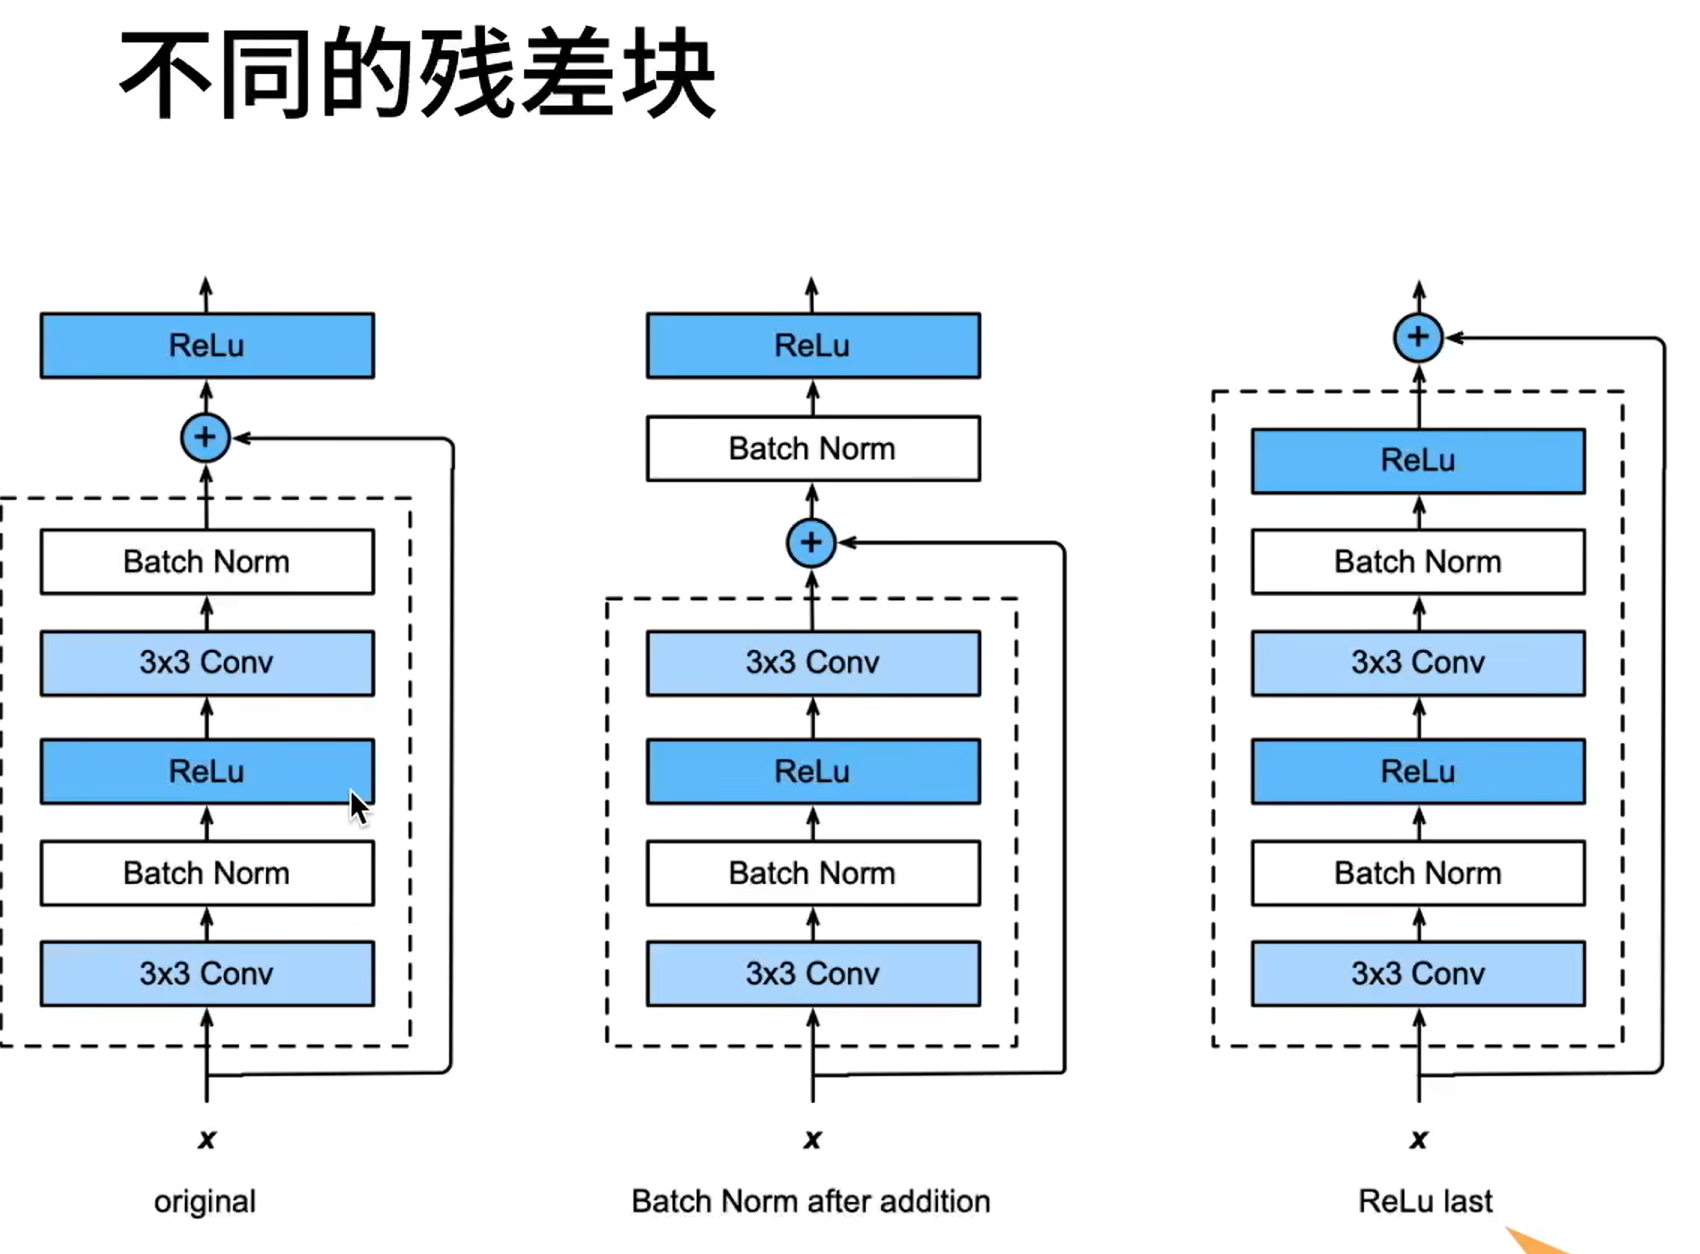 不同的残差块
ReLu
+
Batch Norm
3x3 Conv
ReLu
Batch Norm
3x3 Conv
x
original
ReLu
Batch Norm
+
3x3 Conv
ReLu
Batch Norm
3x3 Conv
x
Batch Norm after addition
+
ReLu
Batch Norm
3x3 Conv
ReLu
Batch Norm
3x3 Conv
x
ReLu last